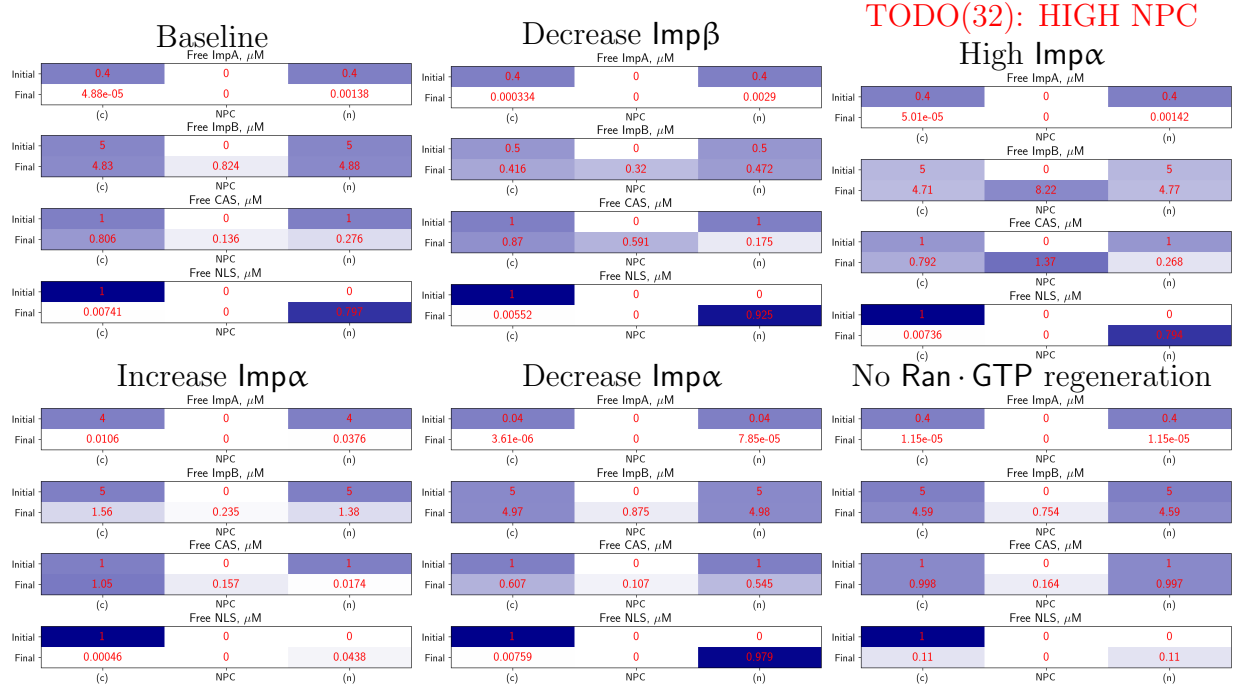 Baseline
Free ImpA, μM
Initial 0.4 0 0.4
Final 4.88e-05 0 0.00138
(c) NPC (n)
Free ImpB, μM
Initial 5 0 5
Final 4.83 0.824 4.88
(c) NPC (n)
Free CAS, μM
Initial 1 0 1
Final 0.806 0.136 0.276
(c) NPC (n)
Free NLS, μM
Initial 1 0 0
Final 0.00741 0 0.797
(c) NPC (n)
Decrease Impβ
Free ImpA, μM
Initial 0.4 0 0.4
Final 0.000334 0 0.0029
(c) NPC (n)
Free ImpB, μM
Initial 0.5 0 0.5
Final 0.416 0.32 0.472
(c) NPC (n)
Free CAS, μM
Initial 1 0 1
Final 0.87 0.591 0.175
(c) NPC (n)
Free NLS, μM
Initial 1 0 0
Final 0.00552 0 0.925
(c) NPC (n)
TODO(32): HIGH NPC
High Impα
Free ImpA, μM
Initial 0.4 0 0.4
Final 5.01e-05 0 0.00142
(c) NPC (n)
Free ImpB, μM
Initial 5 0 5
Final 4.71 8.22 4.77
(c) NPC (n)
Free CAS, μM
Initial 1 0 1
Final 0.792 1.37 0.268
(c) NPC (n)
Free NLS, μM
Initial 1 0 0
Final 0.00736 0 0.794
(c) NPC (n)
Increase Impα
Free ImpA, μM
Initial 4 0 4
Final 0.0106 0 0.0376
(c) NPC (n)
Free ImpB, μM
Initial 5 0 5
Final 1.56 0.235 1.38
(c) NPC (n)
Free CAS, μM
Initial 1 0 1
Final 1.05 0.157 0.0174
(c) NPC (n)
Free NLS, μM
Initial 1 0 0
Final 0.00046 0 0.0438
(c) NPC (n)
Decrease Impα
Free ImpA, μM
Initial 0.04 0 0.04
Final 3.61e-06 0 7.85e-05
(c) NPC (n)
Free ImpB, μM
Initial 5 0 5
Final 4.97 0.875 4.98
(c) NPC (n)
Free CAS, μM
Initial 1 0 1
Final 0.607 0.107 0.545
(c) NPC (n)
Free NLS, μM
Initial 1 0 0
Final 0.00759 0 0.979
(c) NPC (n)
No Ran · GTP regeneration
Free ImpA, μM
Initial 0.4 0 0.4
Final 1.15e-05 0 1.15e-05
(c) NPC (n)
Free ImpB, μM
Initial 5 0 5
Final 4.59 0.754 4.59
(c) NPC (n)
Free CAS, μM
Initial 1 0 1
Final 0.998 0.164 0.997
(c) NPC (n)
Free NLS, μM
Initial 1 0 0
Final 0.11 0 0.11
(c) NPC (n)